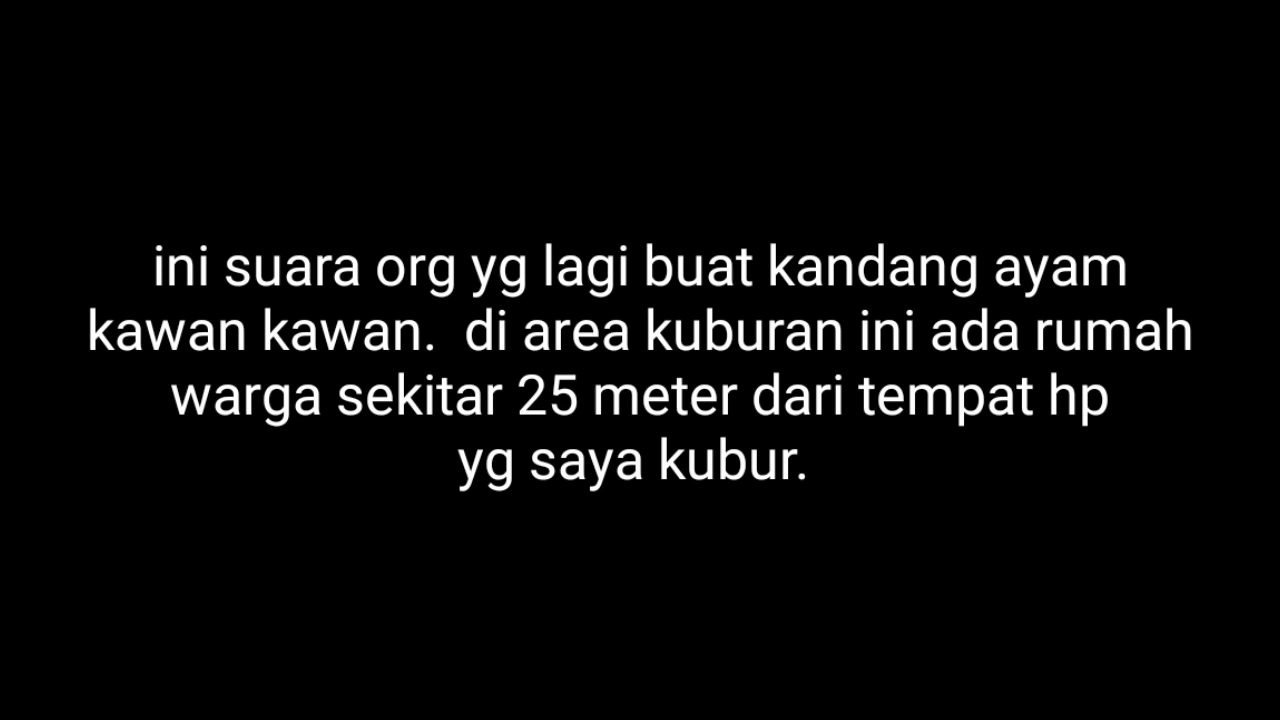 ini suara org yg lagi buat kandang ayam
kawan kawan.  di area kuburan ini ada rumah
warga sekitar 25 meter dari tempat hp
yg saya kubur.